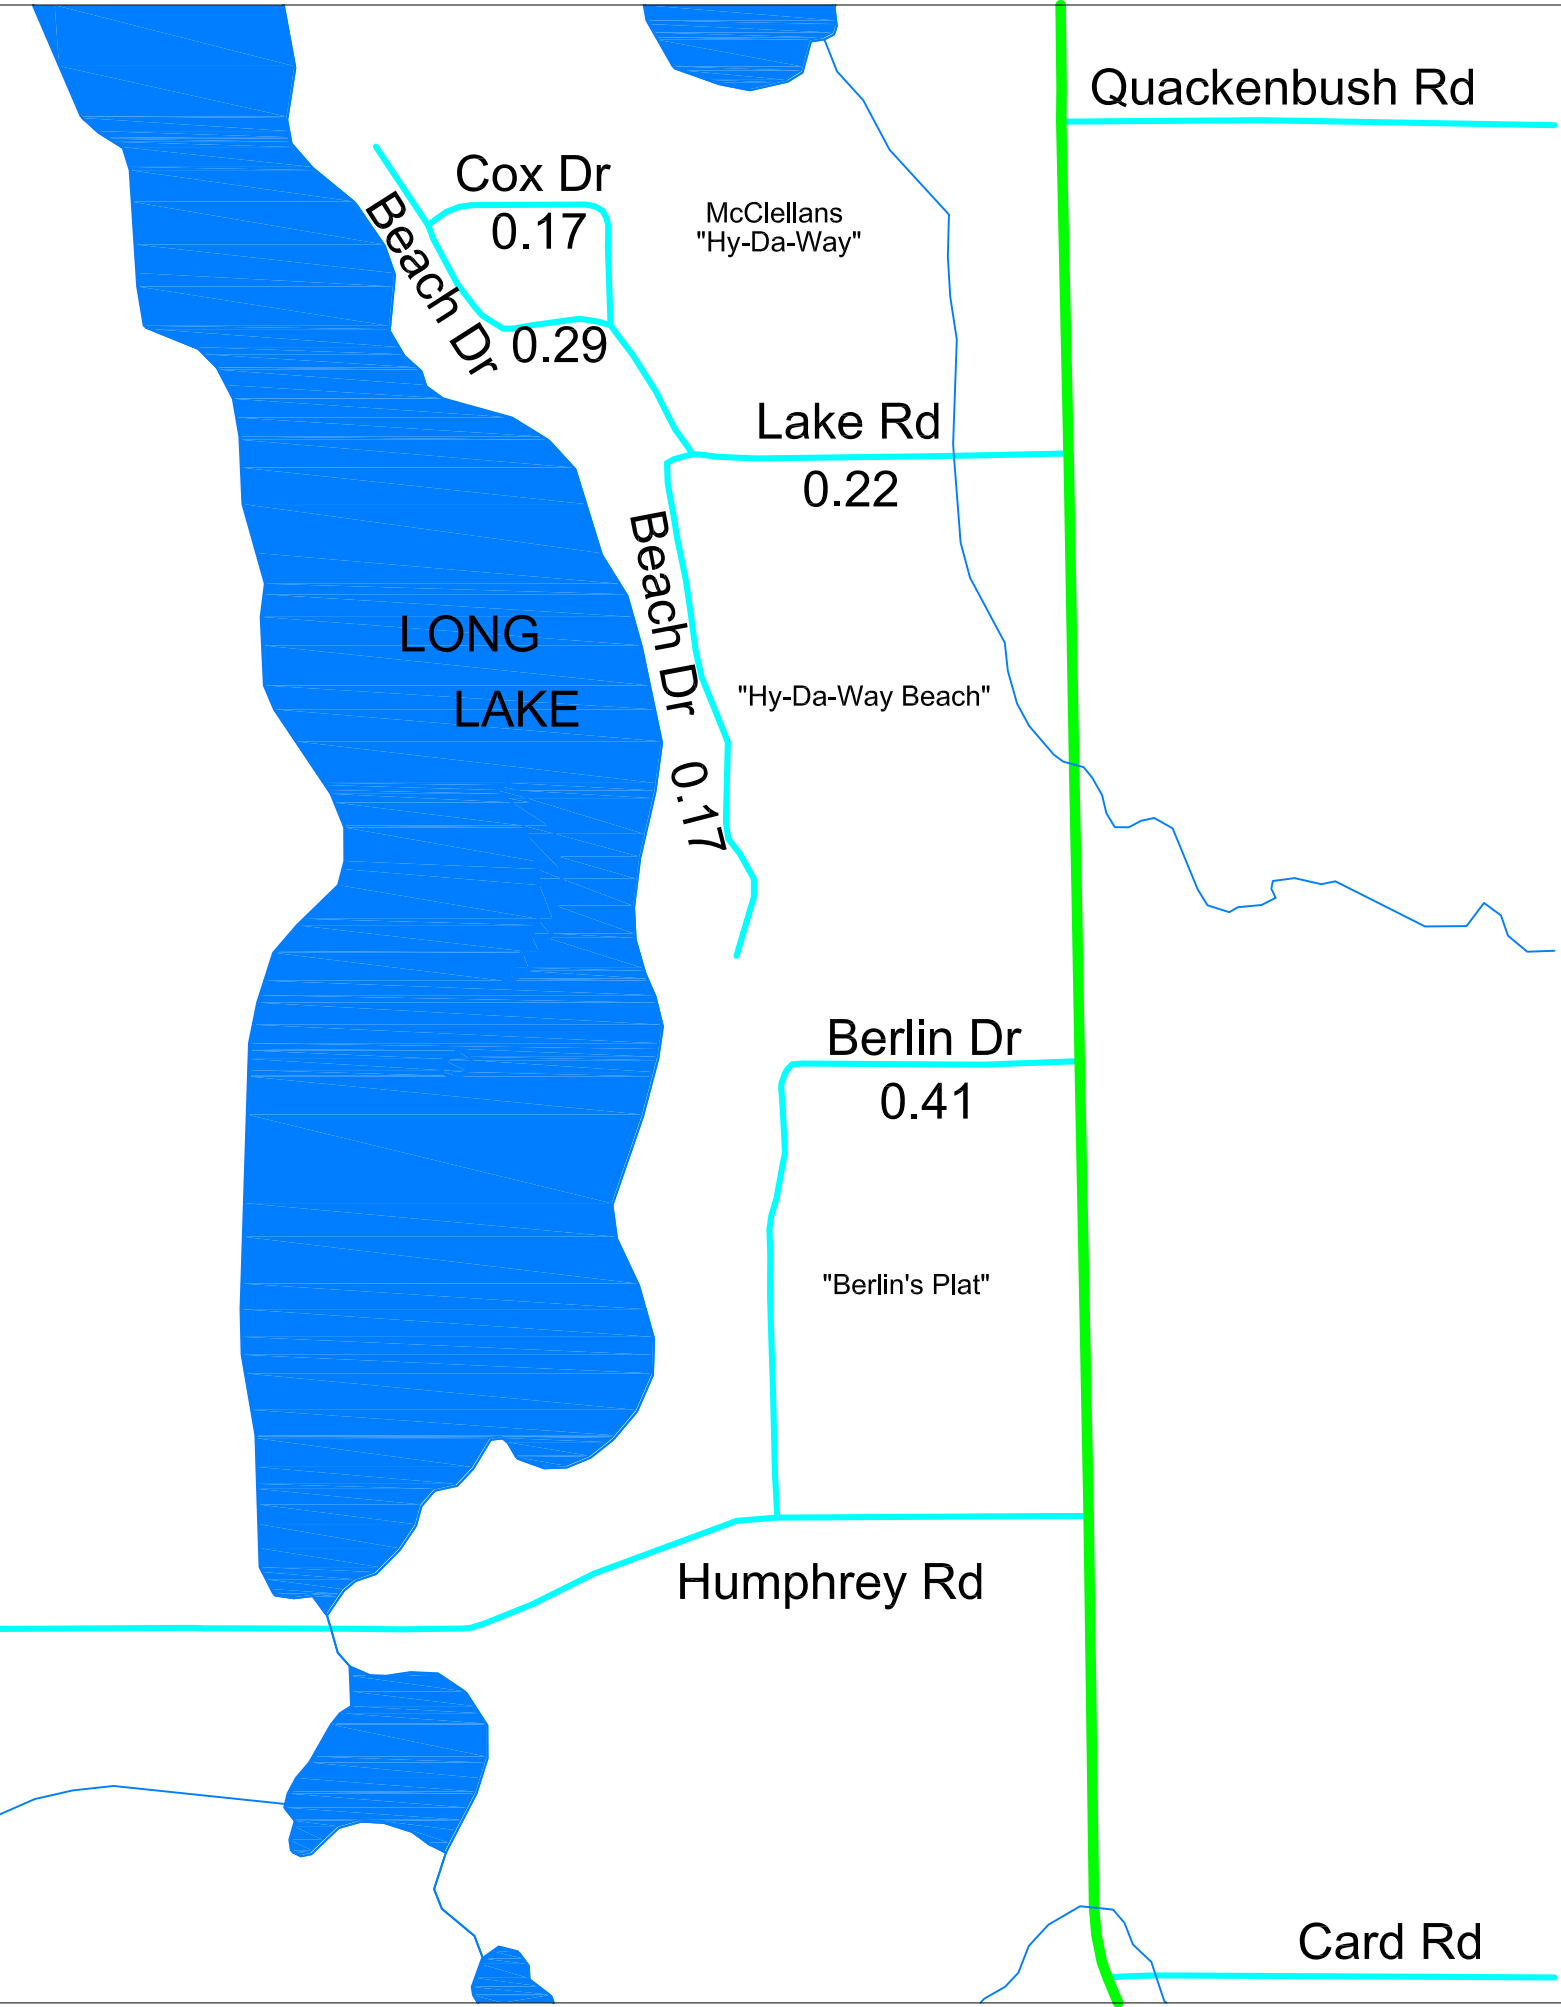 Quackenbush Rd
Cox Dr
0.17
McClellans
"Hy-Da-Way"
Beach Dr
0.29
Lake Rd
0.22
Beach Dr
0.17
LONG
LAKE
"Hy-Da-Way Beach"
Berlin Dr
0.41
"Berlin's Plat"
Humphrey Rd
Card Rd